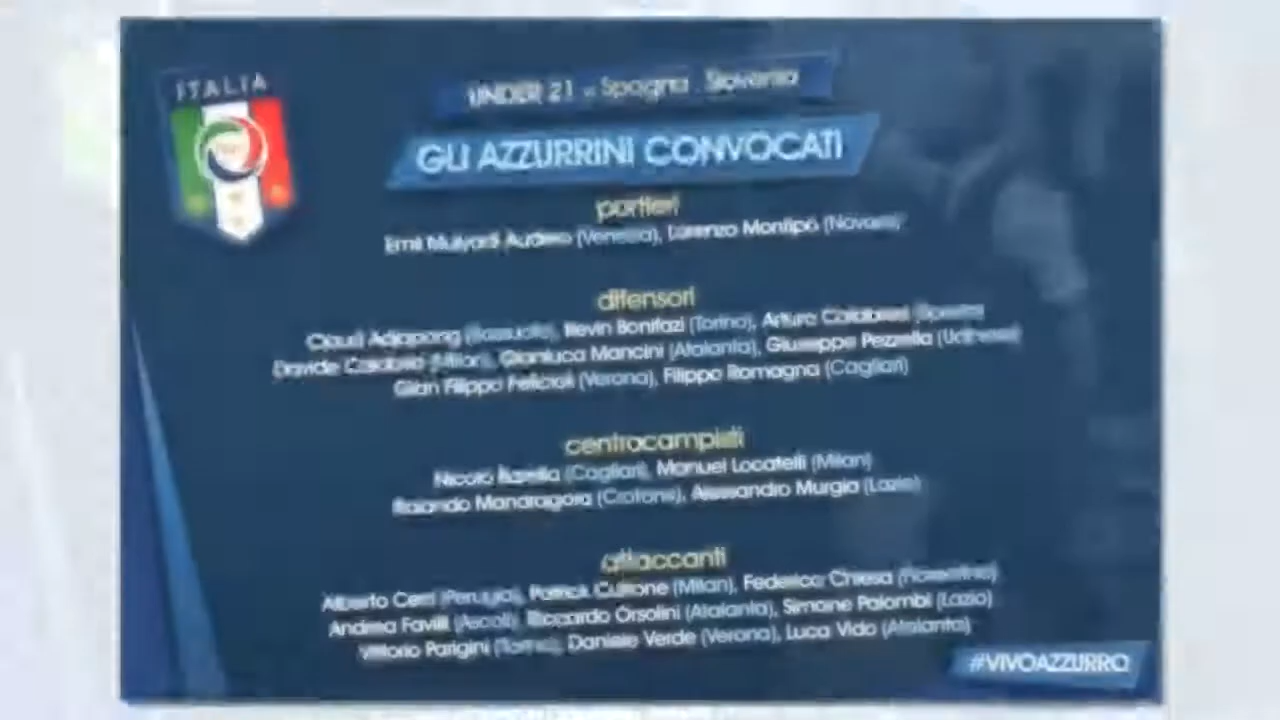 ITALIA
UNDER 21 - Spagna Slovenia
GLI AZZURRINI CONVOCATI
portieri
Emil Mulyadi Audero (Venezia), Lorenzo Montipò (Novara)
difensori
Claud Adjapong (Sassuolo), Kevin Bonifazi (Torino), Arturo Calabresi (Spezia)
Davide Calabria (Milan), Gianluca Mancini (Atalanta), Giuseppe Pezzella (Udinese)
Gian Filippo Felicioli (Verona), Filippo Romagna (Cagliari)
centrocampisti
Nicolò Barella (Cagliari), Manuel Locatelli (Milan)
Rolando Mandragora (Crotone), Alessandro Murgia (Lazio)
attaccanti
Alberto Cerri (Perugia), Patrick Cutrone (Milan), Federico Chiesa (Fiorentina)
Andrea Favilli (Ascoli), Riccardo Orsolini (Atalanta), Simone Palombi (Lazio)
Vittorio Parigini (Torino), Daniele Verde (Verona), Luca Vido (Atalanta)
#VIVOAZZURRO